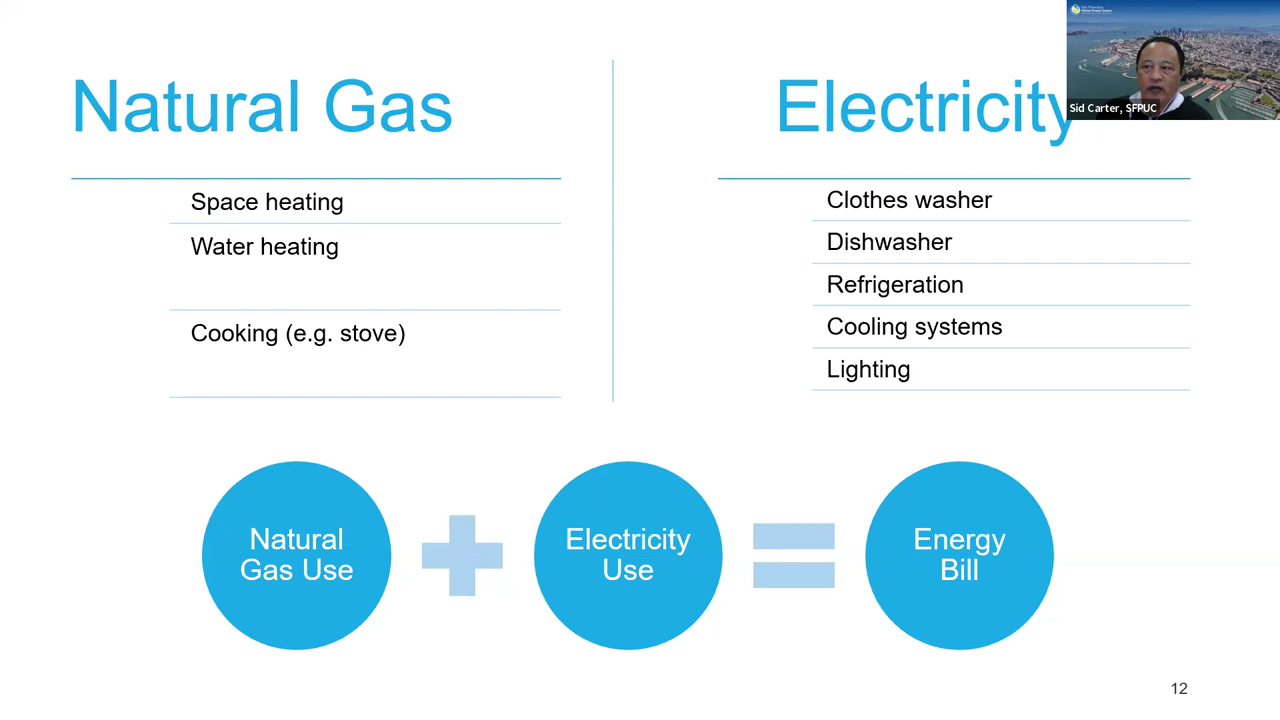 Natural Gas
Space heating
Water heating
Cooking (e.g. stove)
Electricity
Clothes washer
Dishwasher
Refrigeration
Cooling systems
Lighting
Sid Carter, SFPUC
Natural
Gas Use
Electricity
Use
Energy
Bill
12